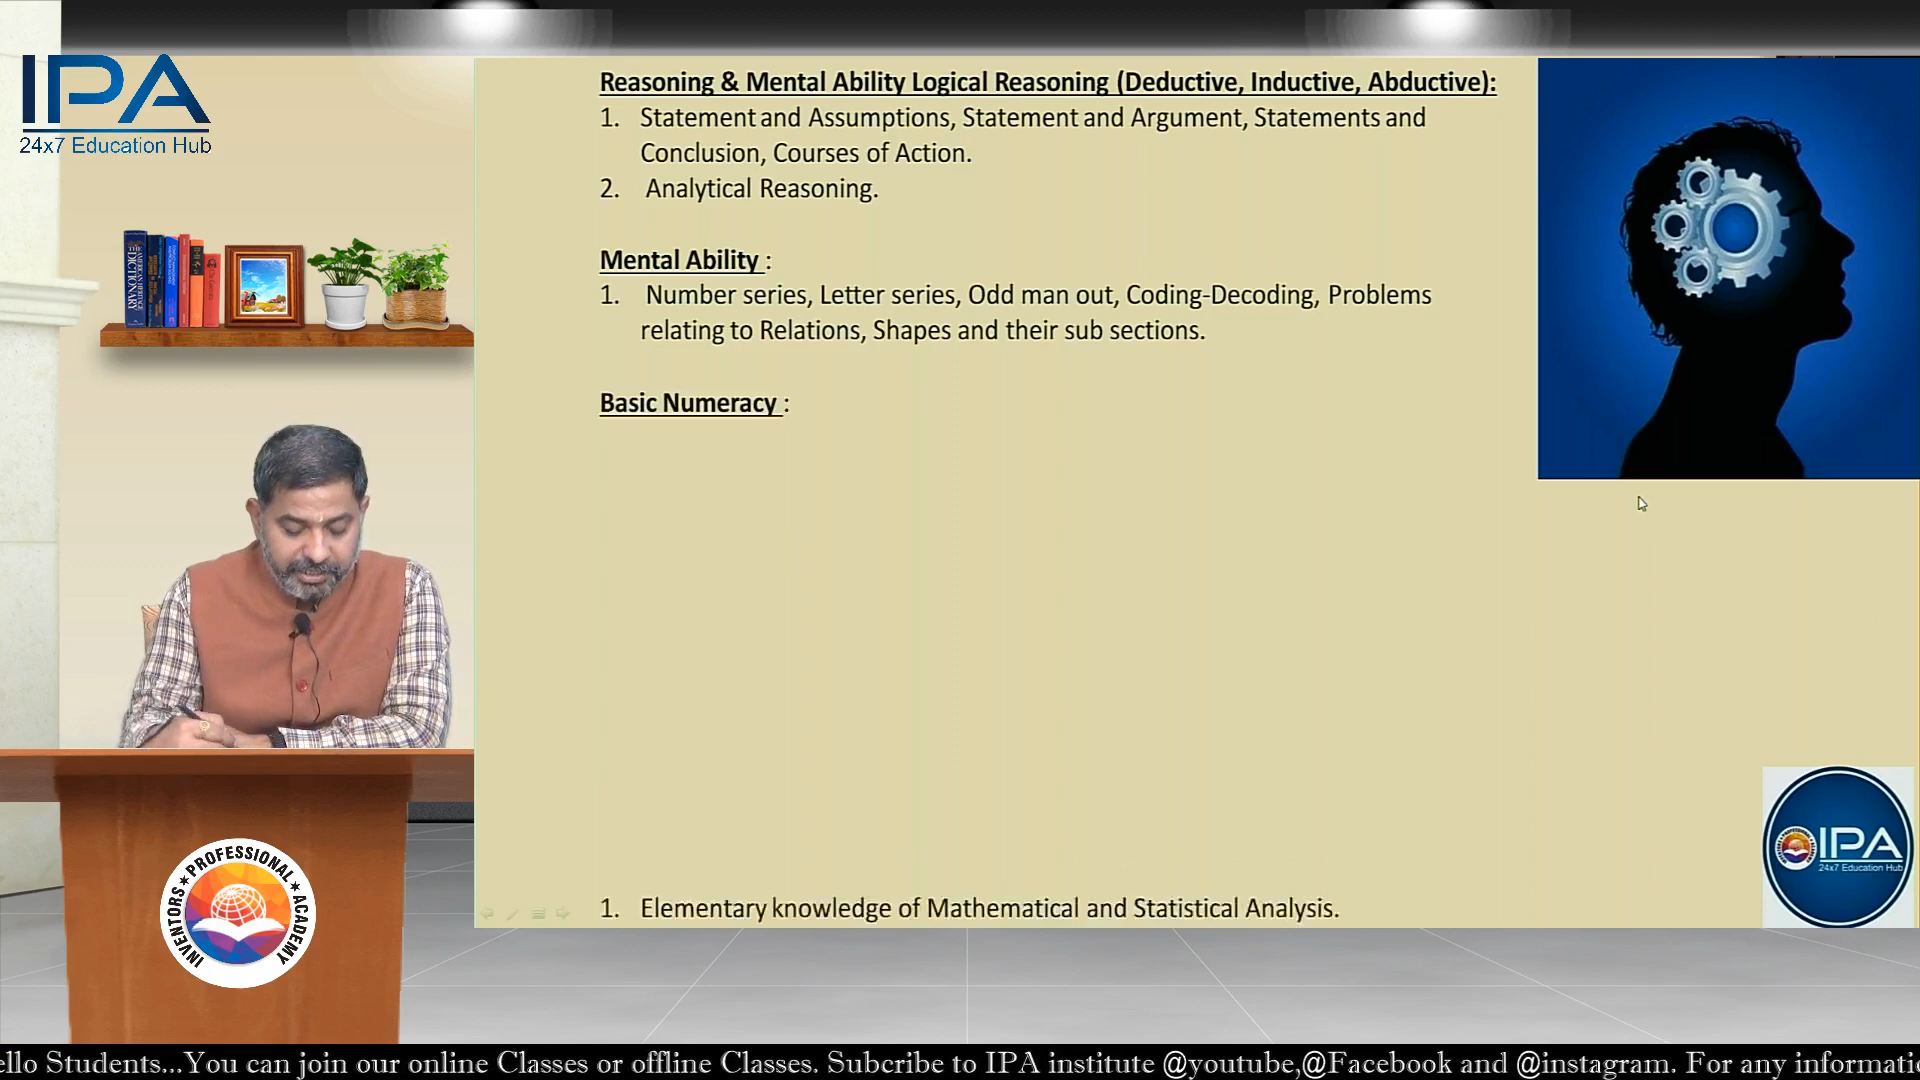 IPA
24x7 Education Hub
Reasoning & Mental Ability Logical Reasoning (Deductive, Inductive, Abductive):
1. Statement and Assumptions, Statement and Argument, Statements and
Conclusion, Courses of Action.
2. Analytical Reasoning.
Mental Ability :
1. Number series, Letter series, Odd man out, Coding-Decoding, Problems
relating to Relations, Shapes and their sub sections.
Basic Numeracy :
1. Elementary knowledge of Mathematical and Statistical Analysis.
DICTIONARY
INVENTORS ★ PROFESSIONAL ★ ACADEMY
IPA
24x7 Education Hub
ello Students...You can join our online Classes or offline Classes. Subcribe to IPA institute @youtube,@Facebook and @instagram. For any informatio